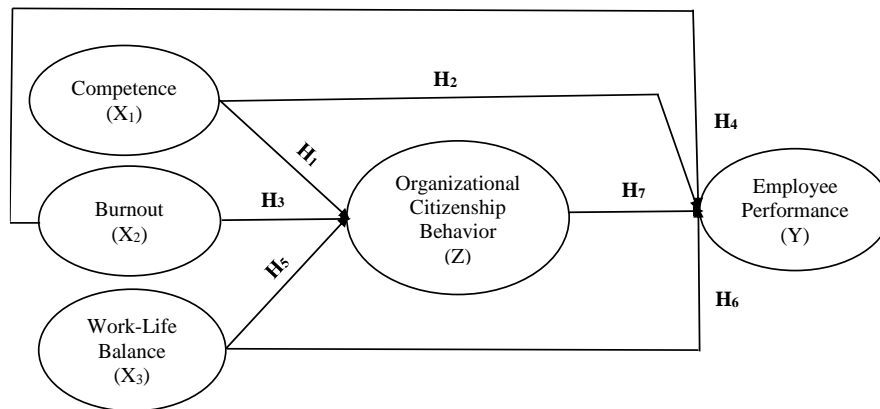 Competence
(X₁)
H₂
H₁
H₄
Burnout
(X₂)
H₃
Organizational
Citizenship
Behavior
(Z)
H₇
Employee
Performance
(Y)
H₅
Work-Life
Balance
(X₃)
H₆